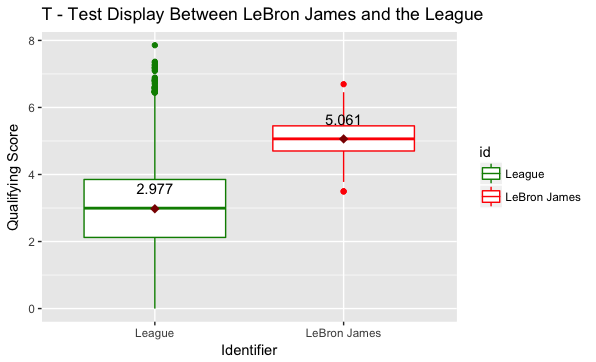 T - Test Display Between LeBron James and the League
8
6
4
2
0
Qualifying Score
5.061
2.977
League
LeBron James
Identifier
id
League
LeBron James